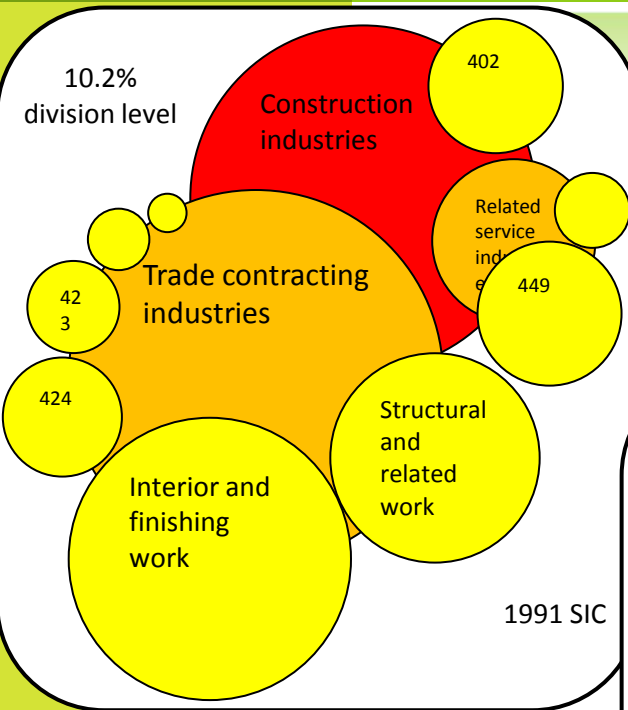 10.2%
division level
402
Construction
industries
Related
service
449
Trade contracting
industries
42
3
424
Structural
and
related
work
Interior and
finishing
work
1991 SIC